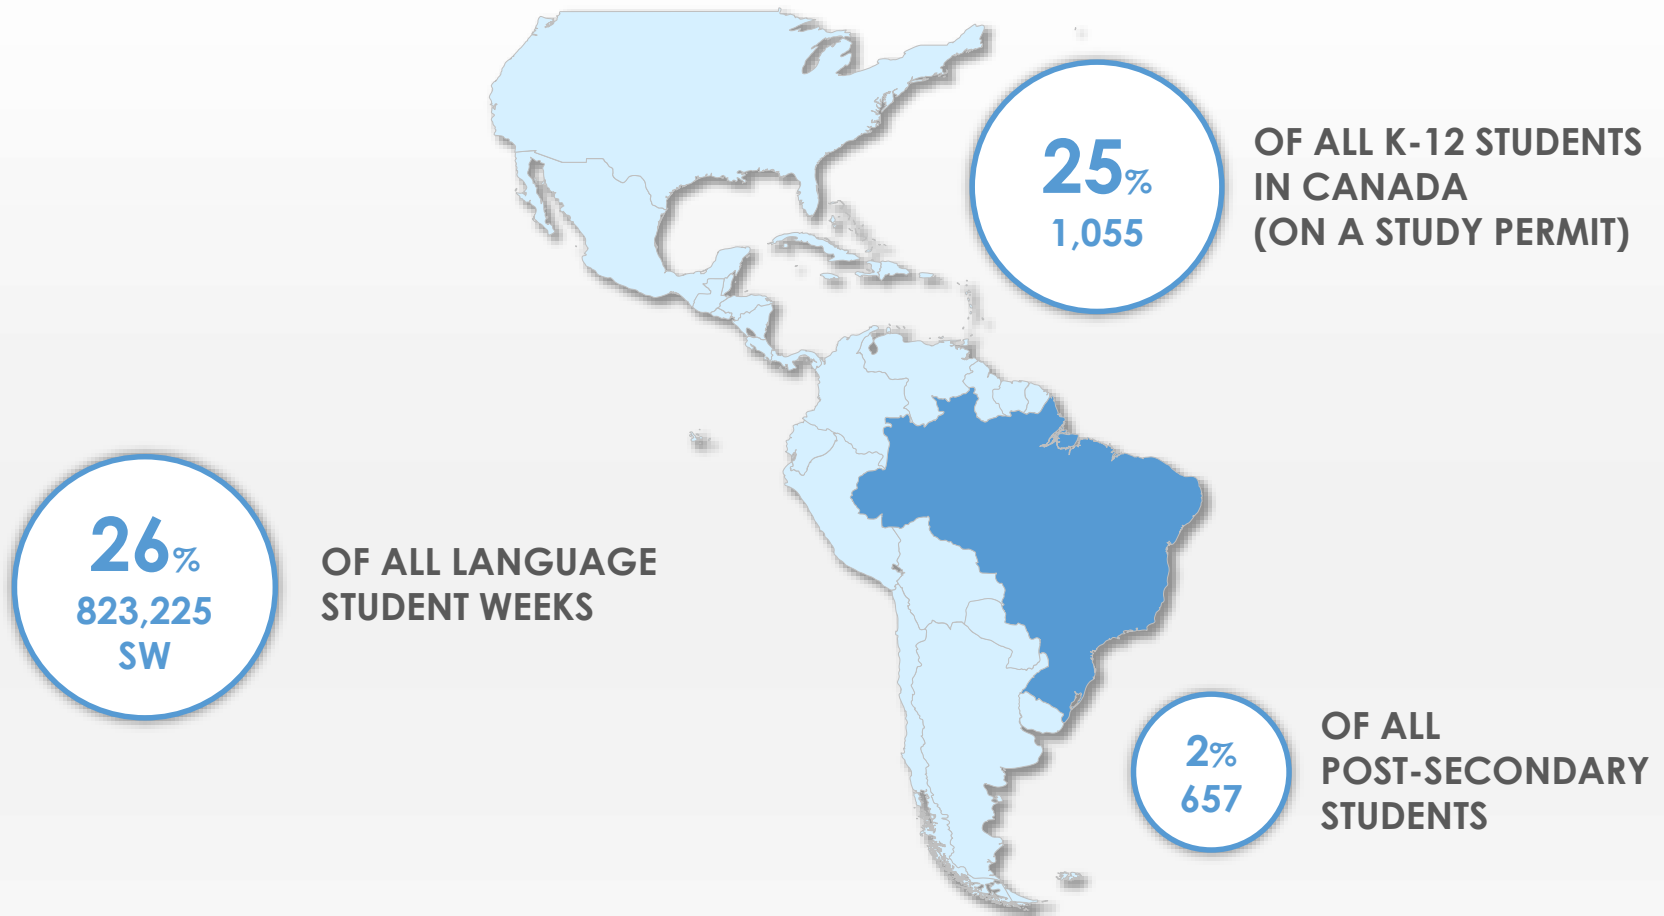 25%
1,055
OF ALL K-12 STUDENTS
IN CANADA
(ON A STUDY PERMIT)
26%
823,225
SW
OF ALL LANGUAGE
STUDENT WEEKS
2%
657
OF ALL
POST-SECONDARY
STUDENTS